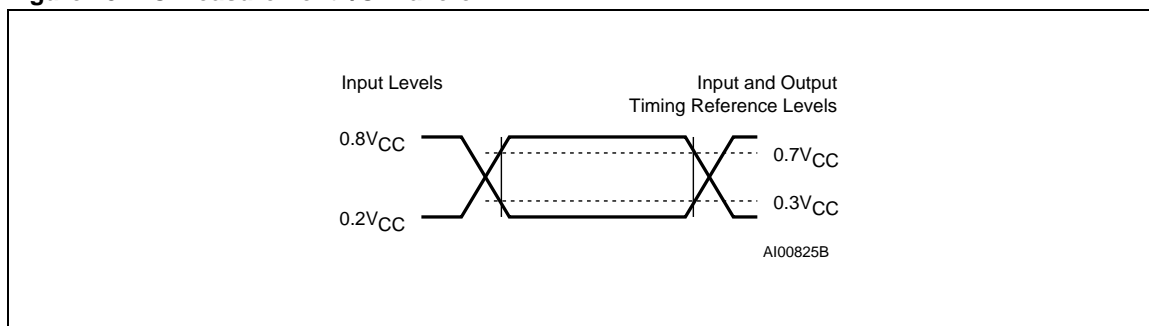 Input Levels
Input and Output
Timing Reference Levels
0.8VCC
0.7VCC
0.3VCC
0.2VCC
AI00825B